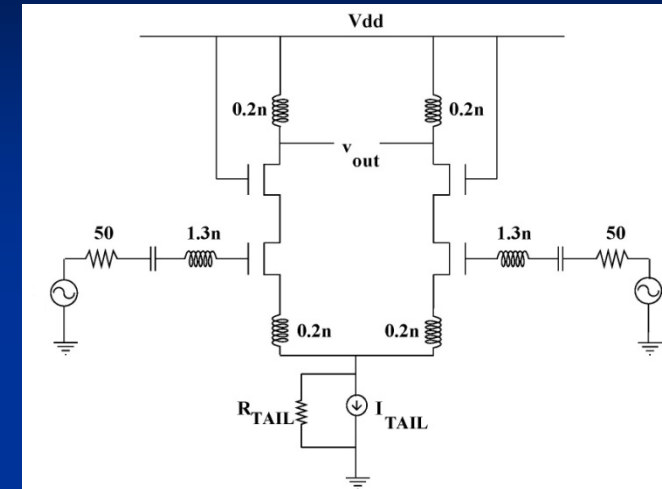 Vdd
0.2n 0.2n
v out
50 1.3n 1.3n 50
0.2n 0.2n
R TAIL I TAIL